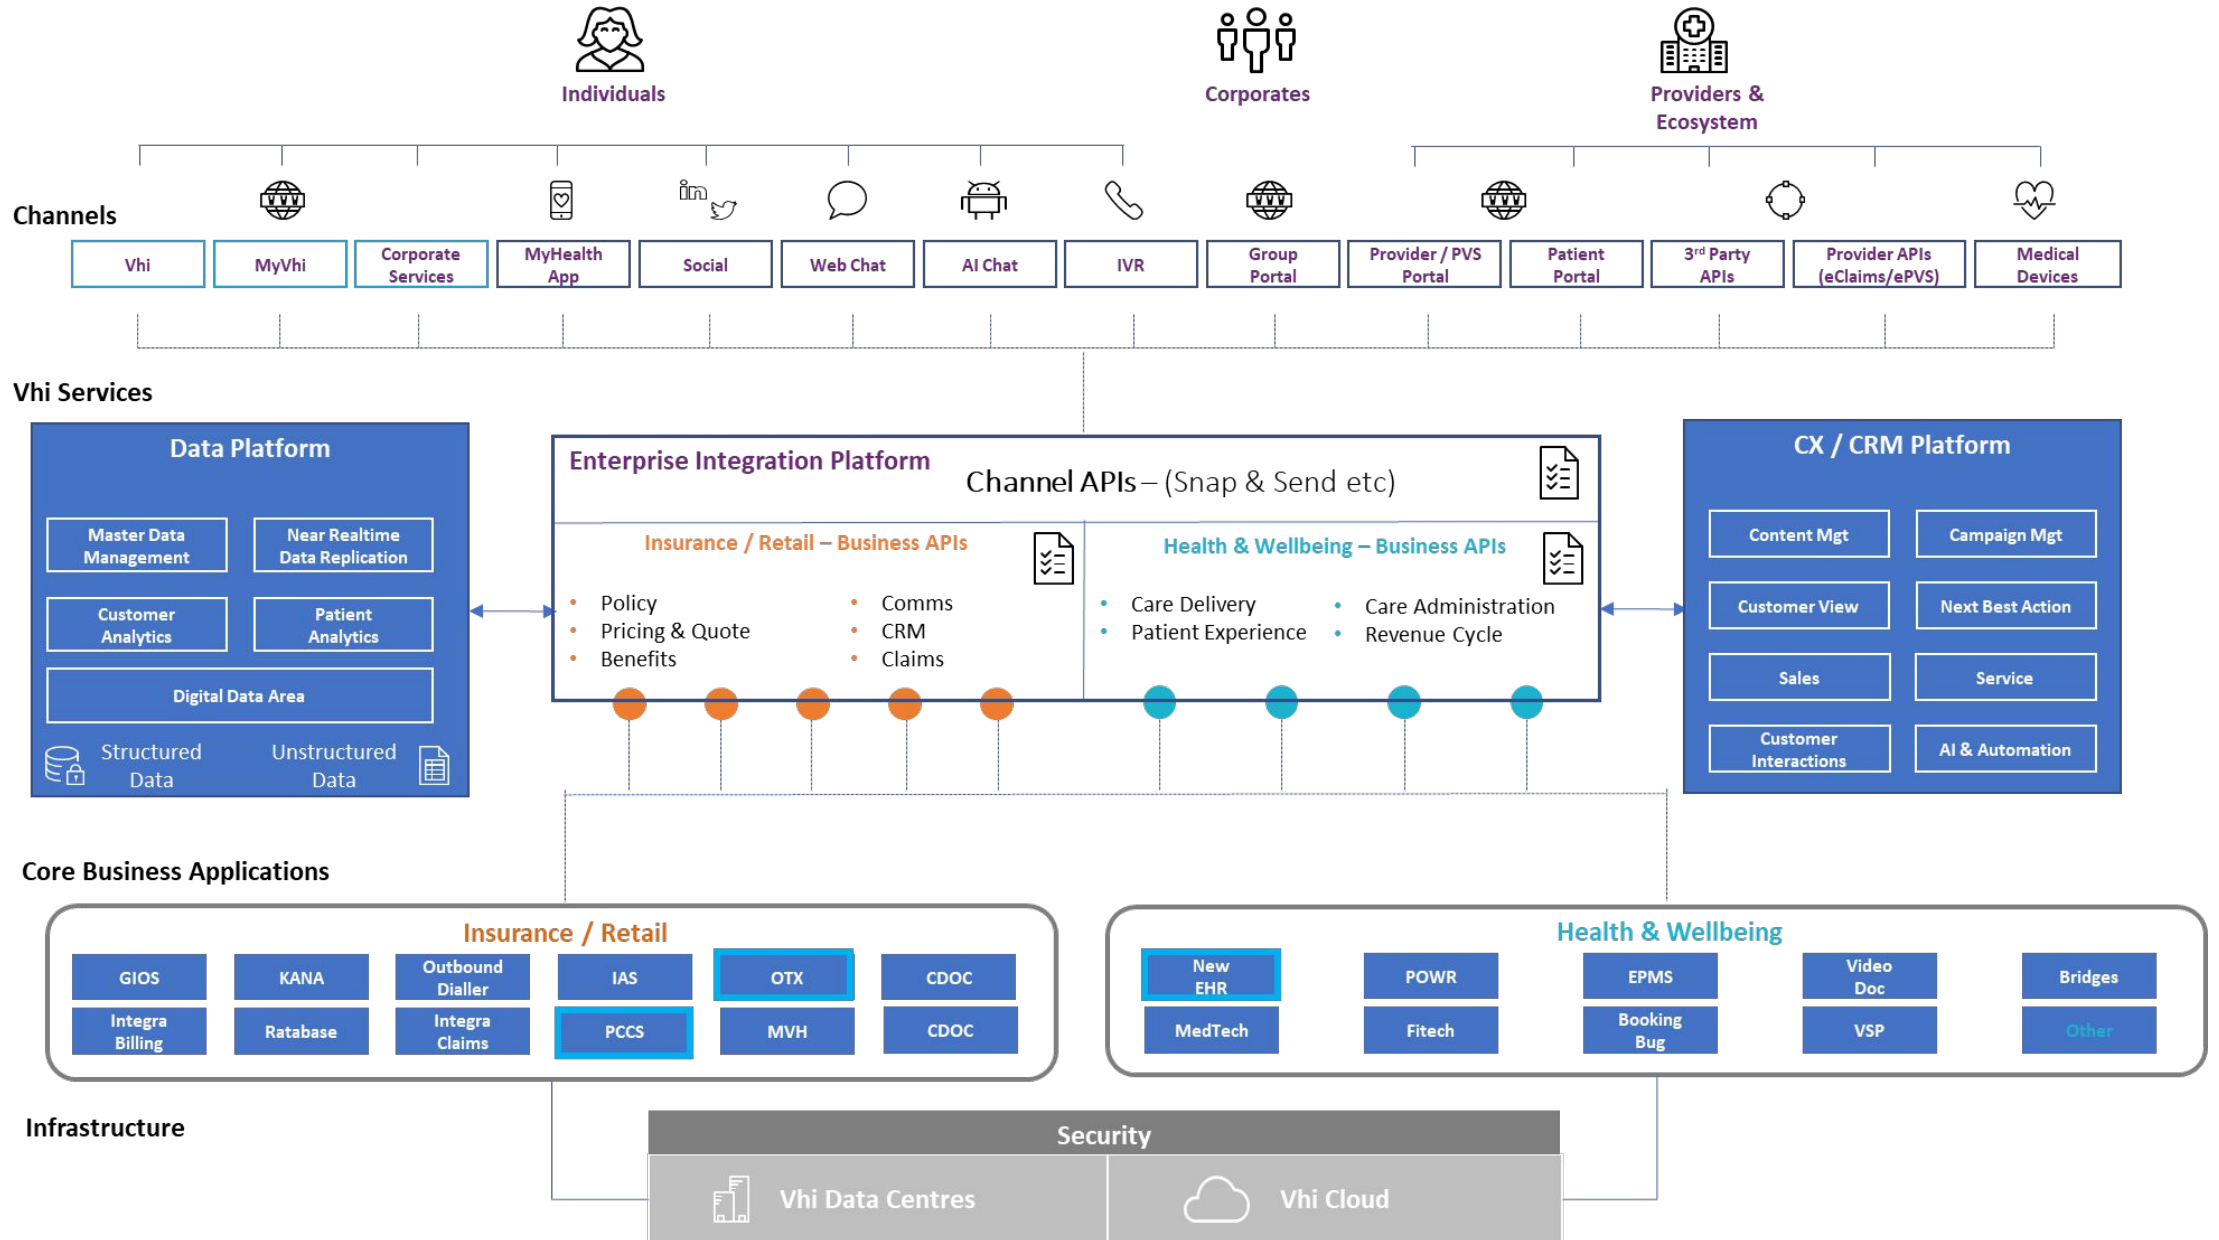 Individuals
Corporates
Providers &
Ecosystem
Channels
in
WWW
WWW
WWW
Vhi
MyVhi
Corporate
Services
MyHealth
App
Social
Web Chat
AI Chat
IVR
Group
Portal
Provider / PVS
Portal
Patient
Portal
3rd Party
APIs
Provider APIs
(eClaims/ePVS)
Medical
Devices
Vhi Services
Data Platform
Master Data
Management
Near Realtime
Data Replication
Customer
Analytics
Patient
Analytics
Digital Data Area
Structured
Data
Unstructured
Data
Enterprise Integration Platform
Channel APIs – (Snap & Send etc)
Insurance / Retail – Business APIs
• Policy
• Pricing & Quote
• Benefits
• Comms
• CRM
• Claims
Health & Wellbeing – Business APIs
• Care Delivery
• Patient Experience
• Care Administration
• Revenue Cycle
CX / CRM Platform
Content Mgt
Campaign Mgt
Customer View
Next Best Action
Sales
Service
Customer
Interactions
AI & Automation
Core Business Applications
Insurance / Retail
GIOS
KANA
Outbound
Dialler
IAS
OTX
CDOC
Integra
Billing
Ratabase
Integra
Claims
PCCS
MVH
CDOC
Health & Wellbeing
New
EHR
POWR
EPMS
Video
Doc
Bridges
MedTech
Fitech
Booking
Bug
VSP
Other
Infrastructure
Security
Vhi Data Centres
Vhi Cloud